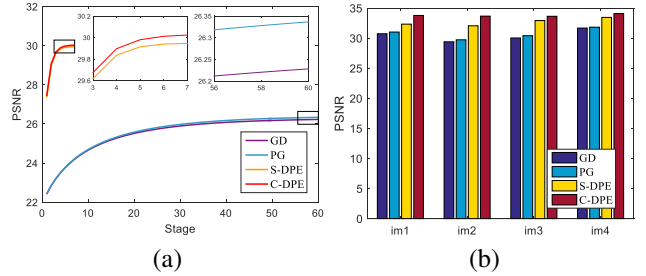 PSNR
32
30
28
26
24
22
0
10
20
30
40
50
60
Stage
30.2
30
29.8
29.6
3
4
5
6
7
26.35
26.3
26.25
26.2
56
58
60
GD
PG
S-DPE
C-DPE
(a)
PSNR
35
30
25
20
15
10
5
0
im1
im2
im3
im4
GD
PG
S-DPE
C-DPE
(b)